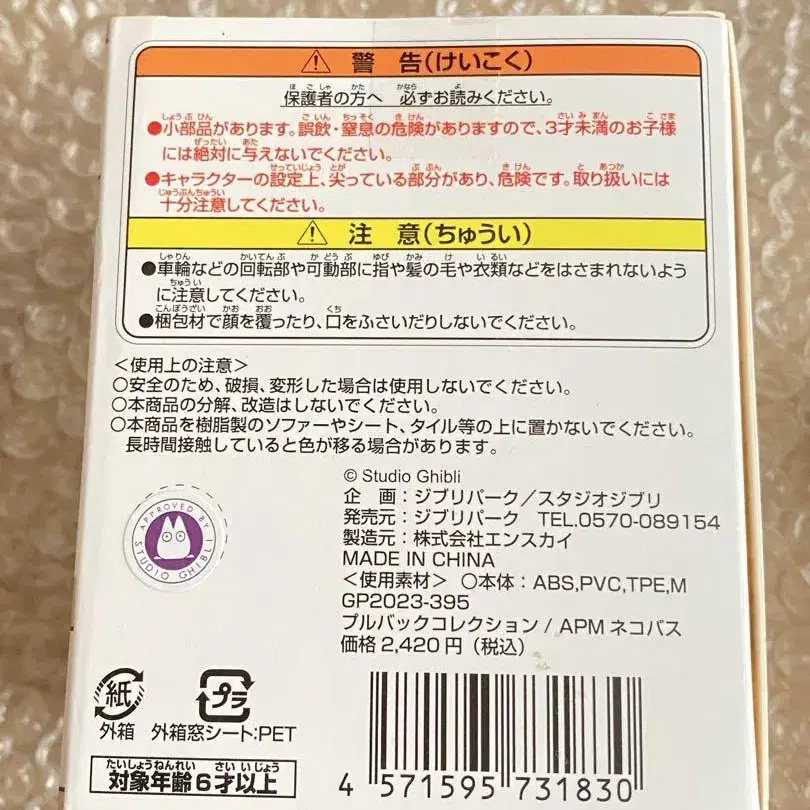 ⚠ 警 告(けいこく)
保護者の方へ 必ずお読みください。
●小部品があります。誤飲・窒息の危険がありますので、3才未満のお子様
には絶対に与えないでください。
●キャラクターの設定上、尖っている部分があり、危険です。取り扱いには
十分注意してください。
⚠ 注 意(ちゅうい)
●車輪などの回転部や可動部に指や髪の毛や衣類などをはさまれないよう
に注意してください。
●梱包材で顔を覆ったり、口をふさいだりしないでください。
<使用上の注意>
○安全のため、破損、変形した場合は使用しないでください。
○本商品の分解、改造はしないでください。
○本商品を樹脂製のソファーやシート、タイル等の上に置かないでください。
長時間接触していると色が移る場合があります。
© Studio Ghibli
企 画:ジブリパーク/スタジオジブリ
発売元:ジブリパーク TEL.0570-089154
製造元:株式会社エンスカイ
MADE IN CHINA
<使用素材> ○本体:ABS,PVC,TPE,M
GP2023-395
プルバックコレクション / APM ネコバス
価格 2,420円(税込)
APPROVED BY
STUDIO GHIBLI
紙
プラ
外箱 外箱窓シート:PET
たいしょうねんれい さい いじょう
対象年齢6才以上
4 571595 731830